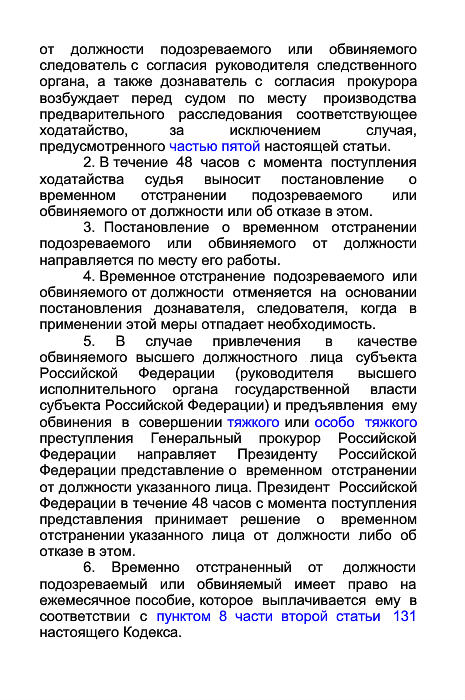 от должности подозреваемого или обвиняемого
следователь с согласия руководителя следственного
органа, а также дознаватель с согласия прокурора
возбуждает перед судом по месту производства
предварительного расследования соответствующее
ходатайство, за исключением случая,
предусмотренного частью пятой настоящей статьи.
2. В течение 48 часов с момента поступления
ходатайства судья выносит постановление о
временном отстранении подозреваемого или
обвиняемого от должности или об отказе в этом.
3. Постановление о временном отстранении
подозреваемого или обвиняемого от должности
направляется по месту его работы.
4. Временное отстранение подозреваемого или
обвиняемого от должности отменяется на основании
постановления дознавателя, следователя, когда в
применении этой меры отпадает необходимость.
5. В случае привлечения в качестве
обвиняемого высшего должностного лица субъекта
Российской Федерации (руководителя высшего
исполнительного органа государственной власти
субъекта Российской Федерации) и предъявления ему
обвинения в совершении тяжкого или особо тяжкого
преступления Генеральный прокурор Российской
Федерации направляет Президенту Российской
Федерации представление о временном отстранении
от должности указанного лица. Президент Российской
Федерации в течение 48 часов с момента поступления
представления принимает решение о временном
отстранении указанного лица от должности либо об
отказе в этом.
6. Временно отстраненный от должности
подозреваемый или обвиняемый имеет право на
ежемесячное пособие, которое выплачивается ему в
соответствии с пунктом 8 части второй статьи 131
настоящего Кодекса.